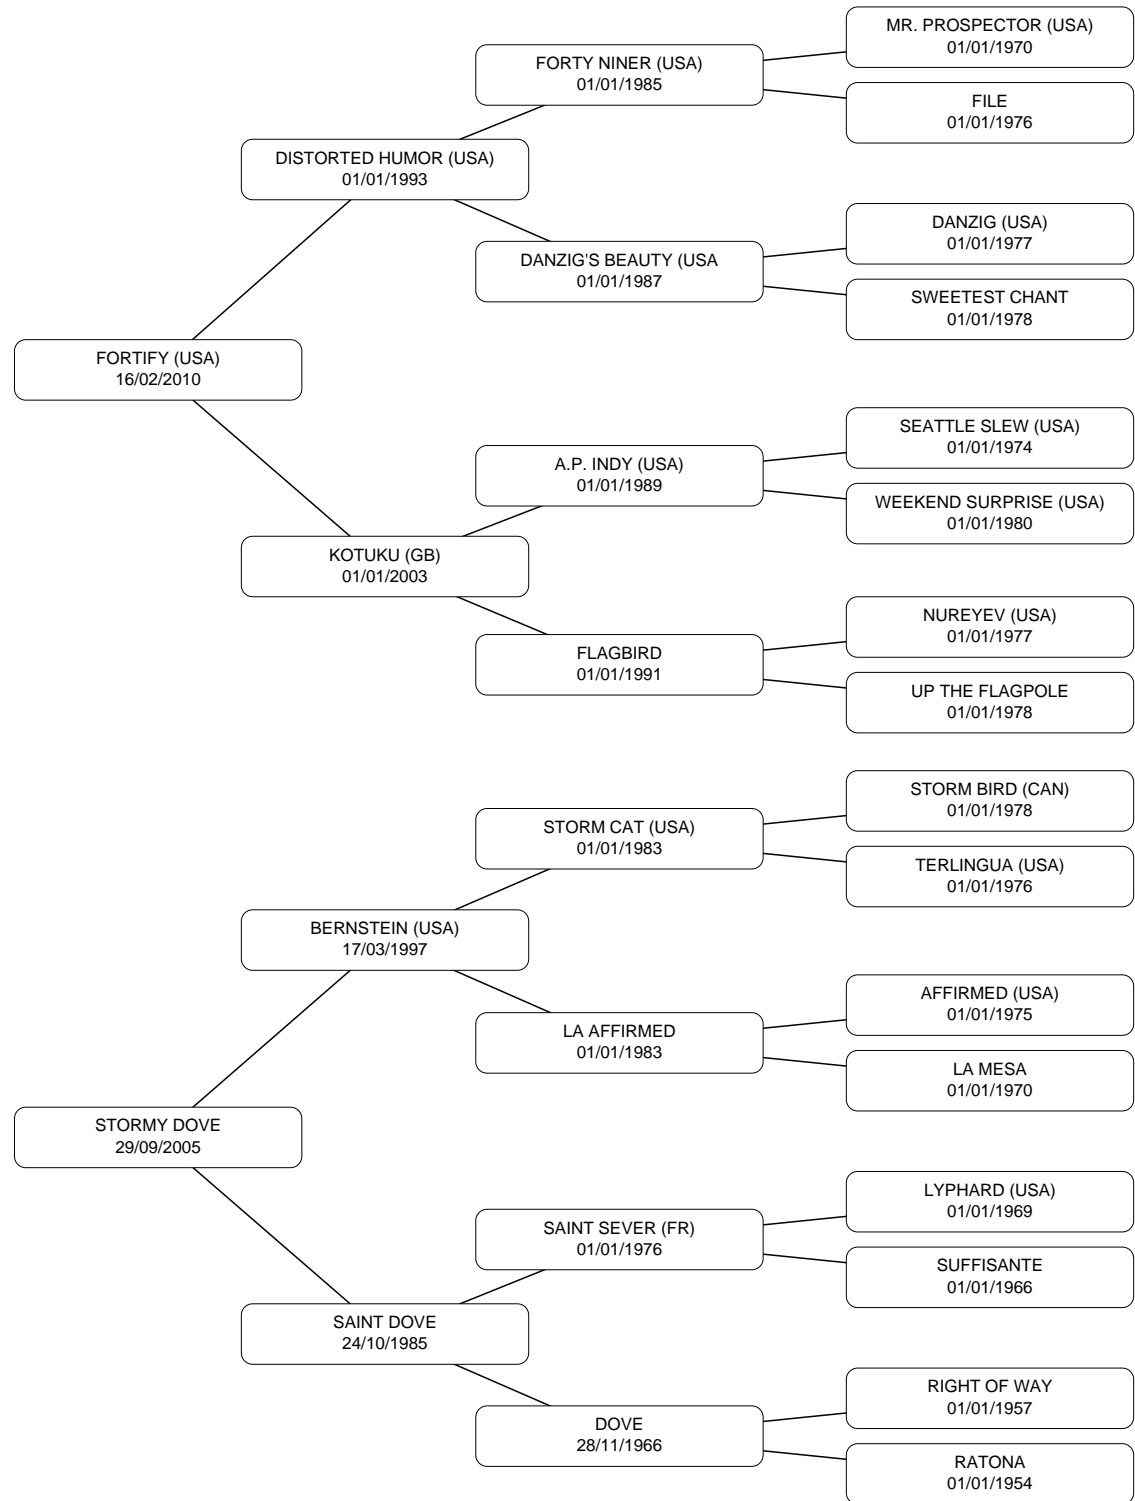 MR. PROSPECTOR (USA)
01/01/1970
FORTY NINER (USA)
01/01/1985
FILE
01/01/1976
DISTORTED HUMOR (USA)
01/01/1993
DANZIG (USA)
01/01/1977
DANZIG'S BEAUTY (USA
01/01/1987
SWEETEST CHANT
01/01/1978
FORTIFY (USA)
16/02/2010
SEATTLE SLEW (USA)
01/01/1974
A.P. INDY (USA)
01/01/1989
WEEKEND SURPRISE (USA)
01/01/1980
KOTUKU (GB)
01/01/2003
NUREYEV (USA)
01/01/1977
FLAGBIRD
01/01/1991
UP THE FLAGPOLE
01/01/1978
STORM BIRD (CAN)
01/01/1978
STORM CAT (USA)
01/01/1983
TERLINGUA (USA)
01/01/1976
BERNSTEIN (USA)
17/03/1997
AFFIRMED (USA)
01/01/1975
LA AFFIRMED
01/01/1983
LA MESA
01/01/1970
STORMY DOVE
29/09/2005
LYPHARD (USA)
01/01/1969
SAINT SEVER (FR)
01/01/1976
SUFFISANTE
01/01/1966
SAINT DOVE
24/10/1985
RIGHT OF WAY
01/01/1957
DOVE
28/11/1966
RATONA
01/01/1954